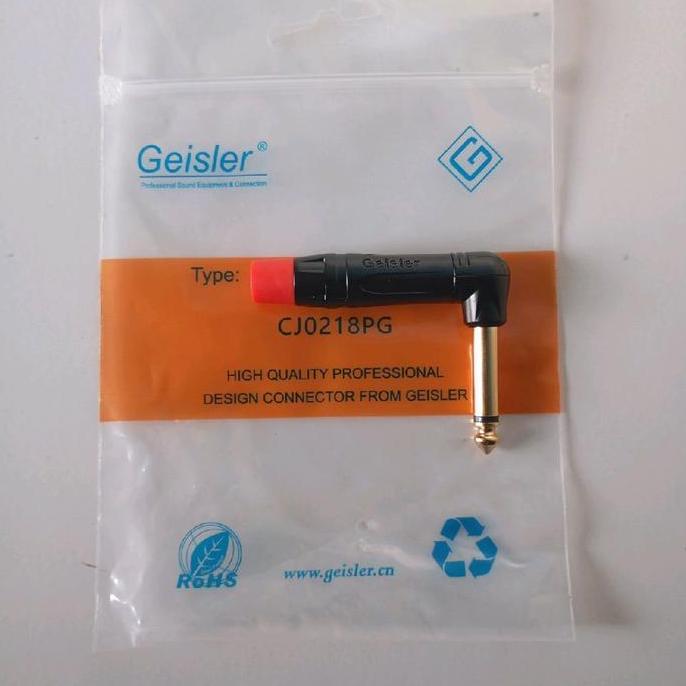 Geisler®
Professional Sound Equipment & Connection
G
Type:
Geisler
CJ0218PG
HIGH QUALITY PROFESSIONAL
DESIGN CONNECTOR FROM GEISLER
RoHS
www.geisler.cn